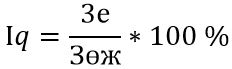 Iq = Зе / Зөж * 100 %